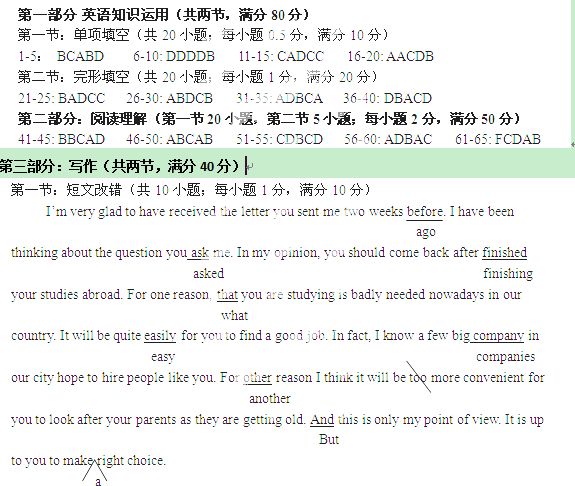 第一部分 英语知识运用（共两节，满分 80 分）
第一节：单项填空（共 20 小题；每小题 0.5 分，满分 10 分）
1-5： BCABD 6-10: DDDDB 11-15: CADCC 16-20: AACDB
第二节：完形填空（共 20 小题；每小题 1 分，满分 20 分）
21-25: BADCC 26-30: ABDCB 31-35: ADBCA 36-40: DBACD
第二部分：阅读理解（第一节 20 小题，第二节 5 小题；每小题 2 分，满分 50 分）
41-45: BBCAD 46-50: ABCAB 51-55: CDBCD 56-60: ADBAC 61-65: FCDAB
第三部分：写作（共两节，满分 40 分）
第一节：短文改错（共 10 小题；每小题 1 分，满分 10 分）
I'm very glad to have received the letter you sent me two weeks before. I have been
ago
thinking about the question you ask me. In my opinion, you should come back after finished
asked finishing
your studies abroad. For one reason, that you are studying is badly needed nowadays in our
what
country. It will be quite easily for you to find a good job. In fact, I know a few big company in
easy companies
our city hope to hire people like you. For other reason I think it will be too more convenient for
another
you to look after your parents as they are getting old. And this is only my point of view. It is up
But
to you to make right choice.
a